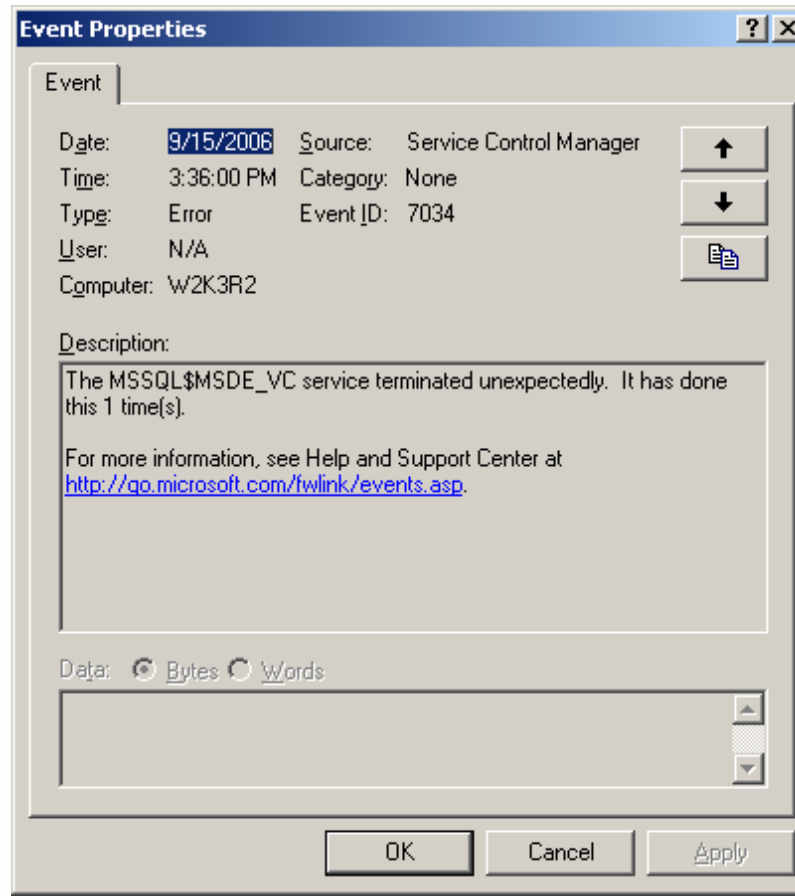 Event Properties
Event
Date: 9/15/2006 Source: Service Control Manager
Time: 3:36:00 PM Category: None
Type: Error Event ID: 7034
User: N/A
Computer: W2K3R2
Description:
The MSSQL$MSDE_VC service terminated unexpectedly. It has done
this 1 time(s).
For more information, see Help and Support Center at
http://go.microsoft.com/fwlink/events.asp.
Data: Bytes Words
OK Cancel Apply